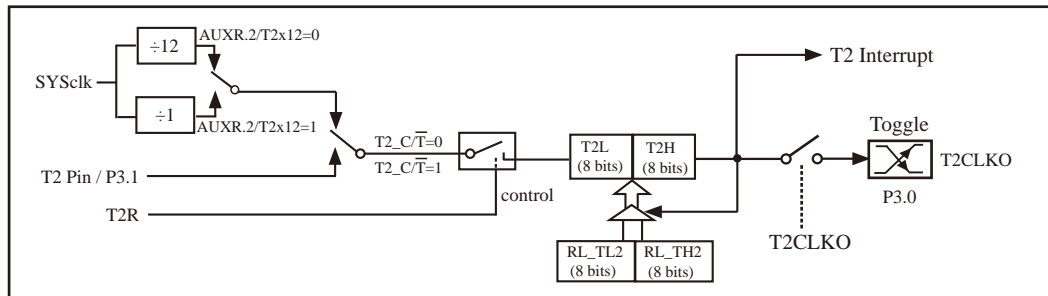 ÷12
AUXR.2/T2x12=0
SYSclk
÷1
AUXR.2/T2x12=1
T2 Interrupt
Toggle
T2_C/T̅=0
T2_C/T̅=1
T2L
(8 bits)
T2H
(8 bits)
T2CLKO
P3.0
T2 Pin / P3.1
control
T2R
T2CLKO
RL_TL2
(8 bits)
RL_TH2
(8 bits)